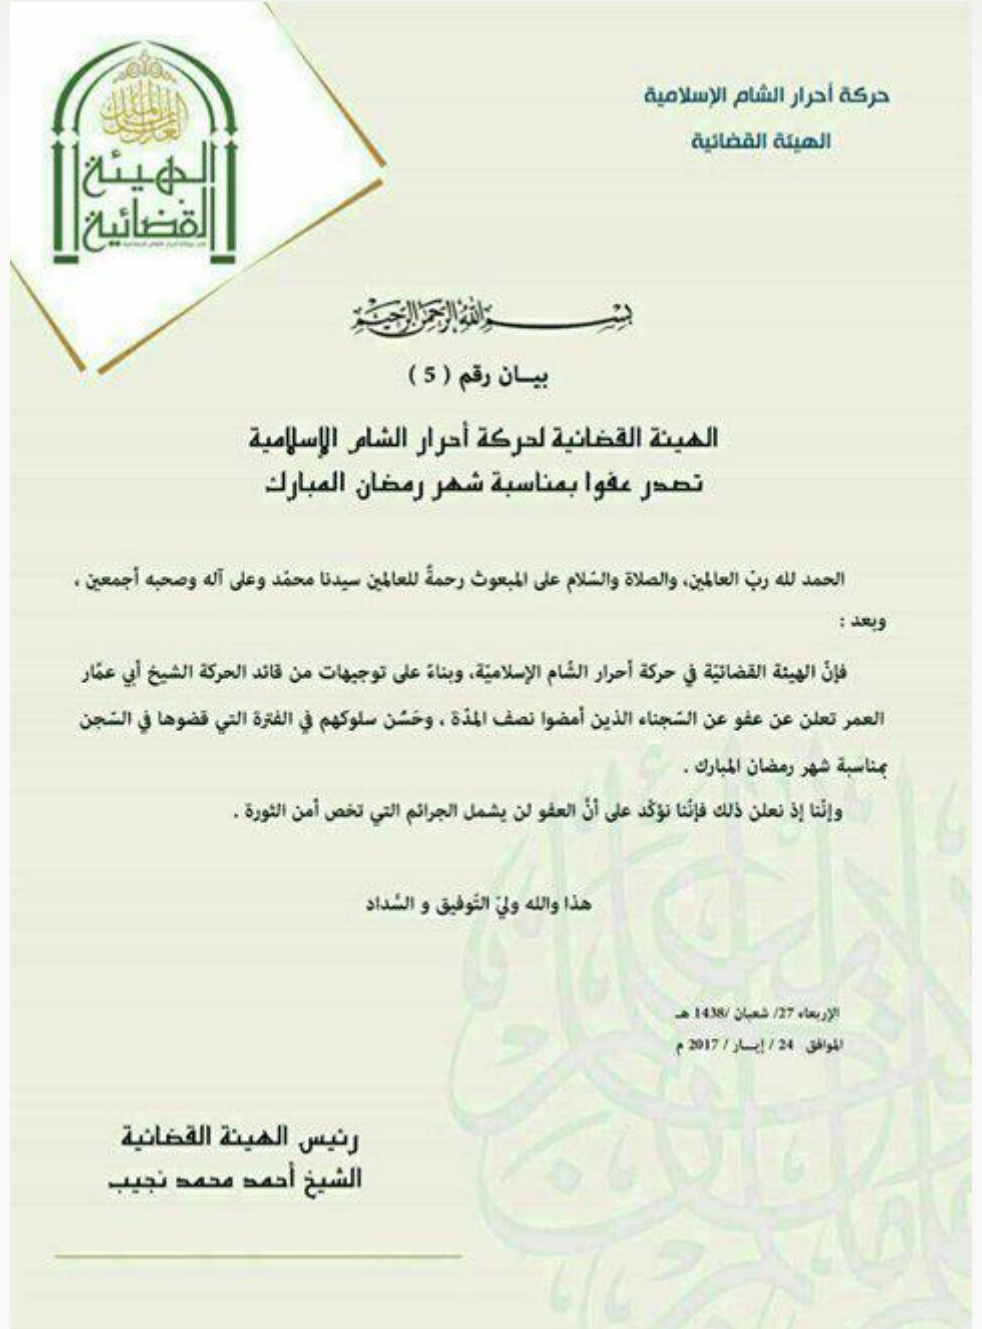 حركة أحرار الشام الإسلامية
الهيئة القضائية
الهيئة
القضائية
بسم الله الرحمن الرحيم
بيــان رقم ( 5 )
الهيئة القضائية لحركة أحرار الشام الإسلامية
تصدر عفوا بمناسبة شهر رمضان المبارك
الحمد لله ربّ العالمين، والصلاة والسّلام على المبعوث رحمةً للعالمين سيدنا محمّد وعلى آله وصحبه أجمعين ،
وبعد :
فإنّ الهيئة القضائيّة في حركة أحرار الشّام الإسلاميّة، وبناءً على توجيهات من قائد الحركة الشيخ أبي عمّار
العمر تعلن عن عفو عن السّجناء الذين أمضوا نصف المدّة ، وحَسُن سلوكهم في الفترة التي قضوها في السّجن
بمناسبة شهر رمضان المبارك .
وإنّنا إذ نعلن ذلك فإنّنا نؤكّد على أنّ العفو لن يشمل الجرائم التي تخص أمن الثورة .
هذا والله وليّ التّوفيق و السَّداد
الإربعاء 27/ شعبان /1438 هـ
الموافق 24 / إيــار / 2017 م
رئيس الهيئة القضائية
الشيخ أحمد محمد نجيب